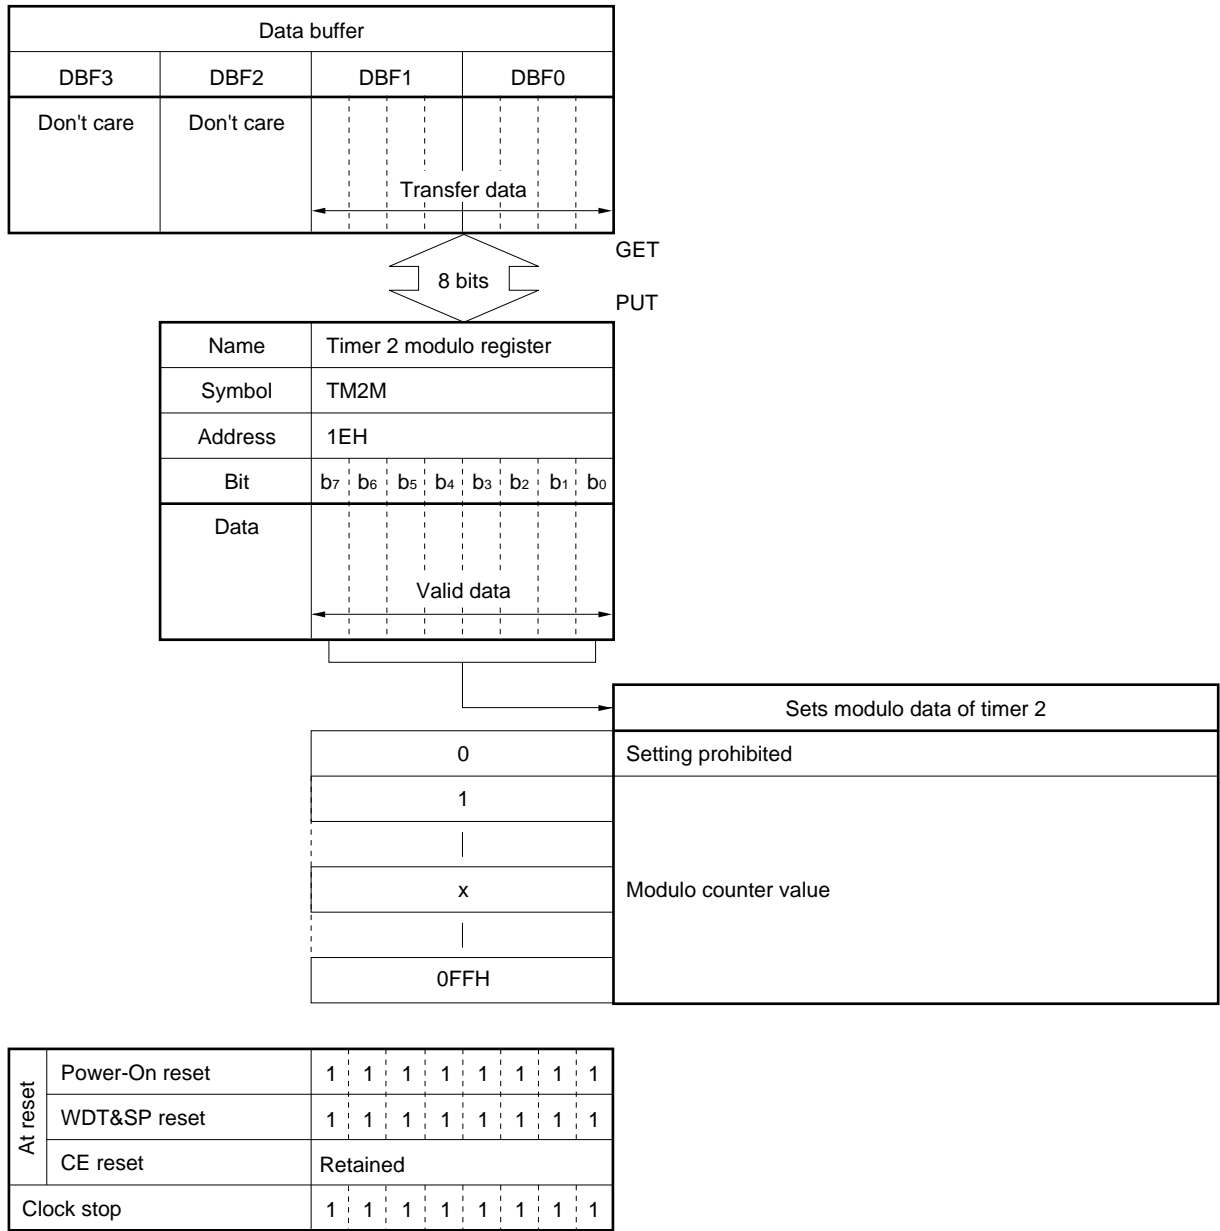 Data buffer
DBF3 DBF2 DBF1 DBF0
Don't care Don't care
Transfer data
GET
8 bits
PUT
Name Timer 2 modulo register
Symbol TM2M
Address 1EH
Bit b7 b6 b5 b4 b3 b2 b1 b0
Data
Valid data
Sets modulo data of timer 2
0 Setting prohibited
1
x Modulo counter value
0FFH
At reset
Power-On reset 1 1 1 1 1 1 1 1
WDT&SP reset 1 1 1 1 1 1 1 1
CE reset Retained
Clock stop 1 1 1 1 1 1 1 1